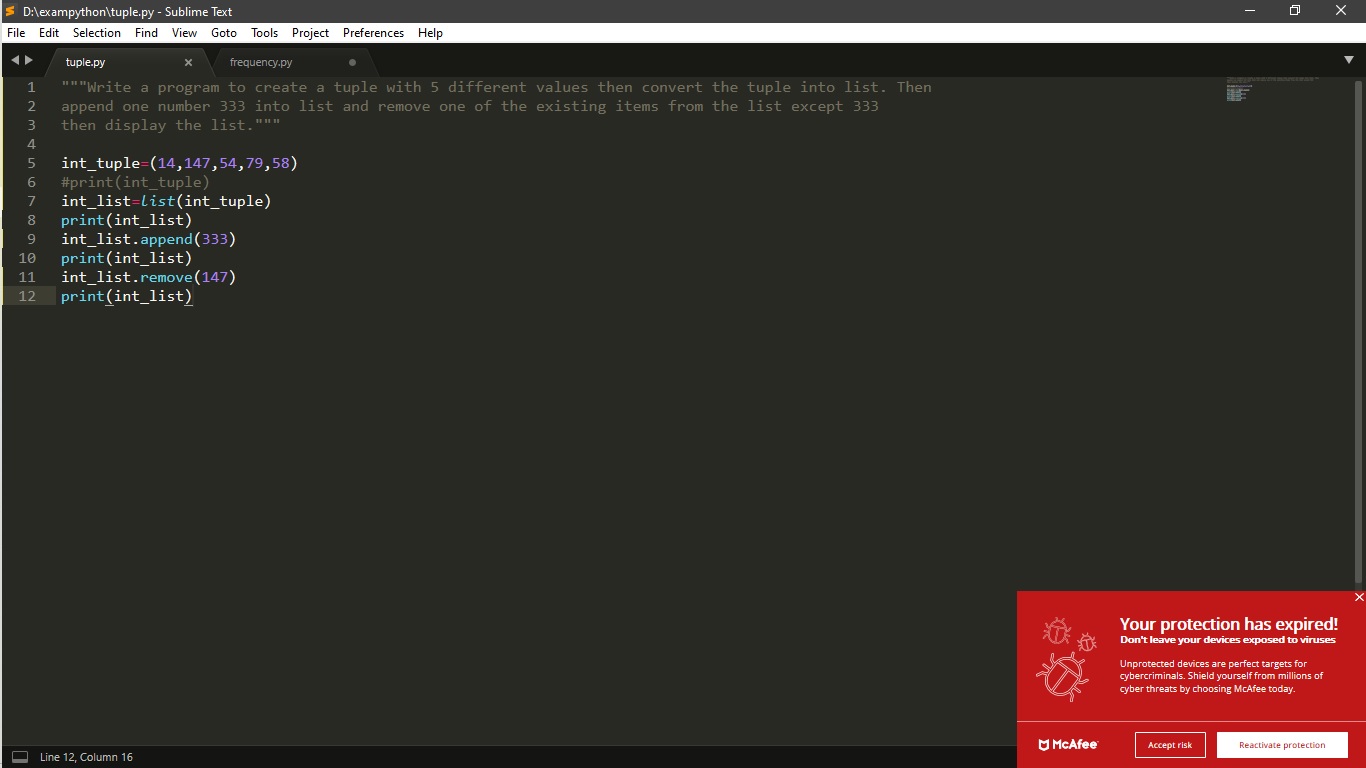 D:\exampython\tuple.py - Sublime Text
File Edit Selection Find View Goto Tools Project Preferences Help
tuple.py frequency.py
1 """Write a program to create a tuple with 5 different values then convert the tuple into list. Then
2 append one number 333 into list and remove one of the existing items from the list except 333
3 then display the list."""
4
5 int_tuple=(14,147,54,79,58)
6 #print(int_tuple)
7 int_list=list(int_tuple)
8 print(int_list)
9 int_list.append(333)
10 print(int_list)
11 int_list.remove(147)
12 print(int_list)
Your protection has expired!
Don't leave your devices exposed to viruses
Unprotected devices are perfect targets for
cybercriminals. Shield yourself from millions of
cyber threats by choosing McAfee today.
McAfee Accept risk Reactivate protection
Line 12, Column 16